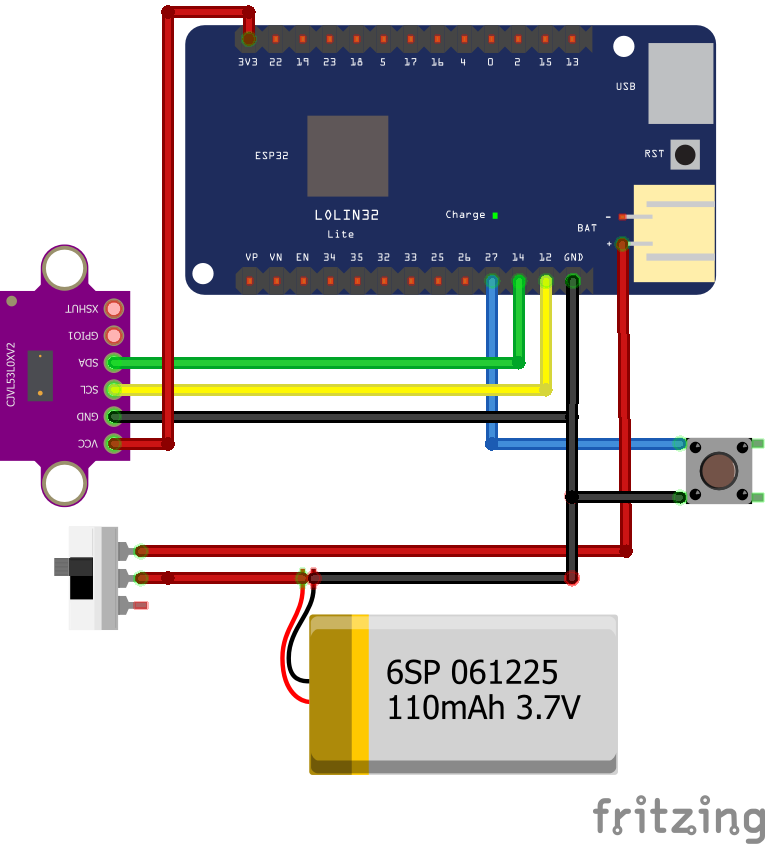 3V3 22 19 23 18 5 17 16 4 0 2 15 13
USB
ESP32
RST
LOLIN32
Lite
Charge
-
BAT
+
VP VN EN 34 35 32 33 25 26 27 14 12 GND
CJVL53L0XV2
XSHUT
GPIO1
SDA
SCL
GND
VCC
6SP 061225
110mAh 3.7V
fritzing